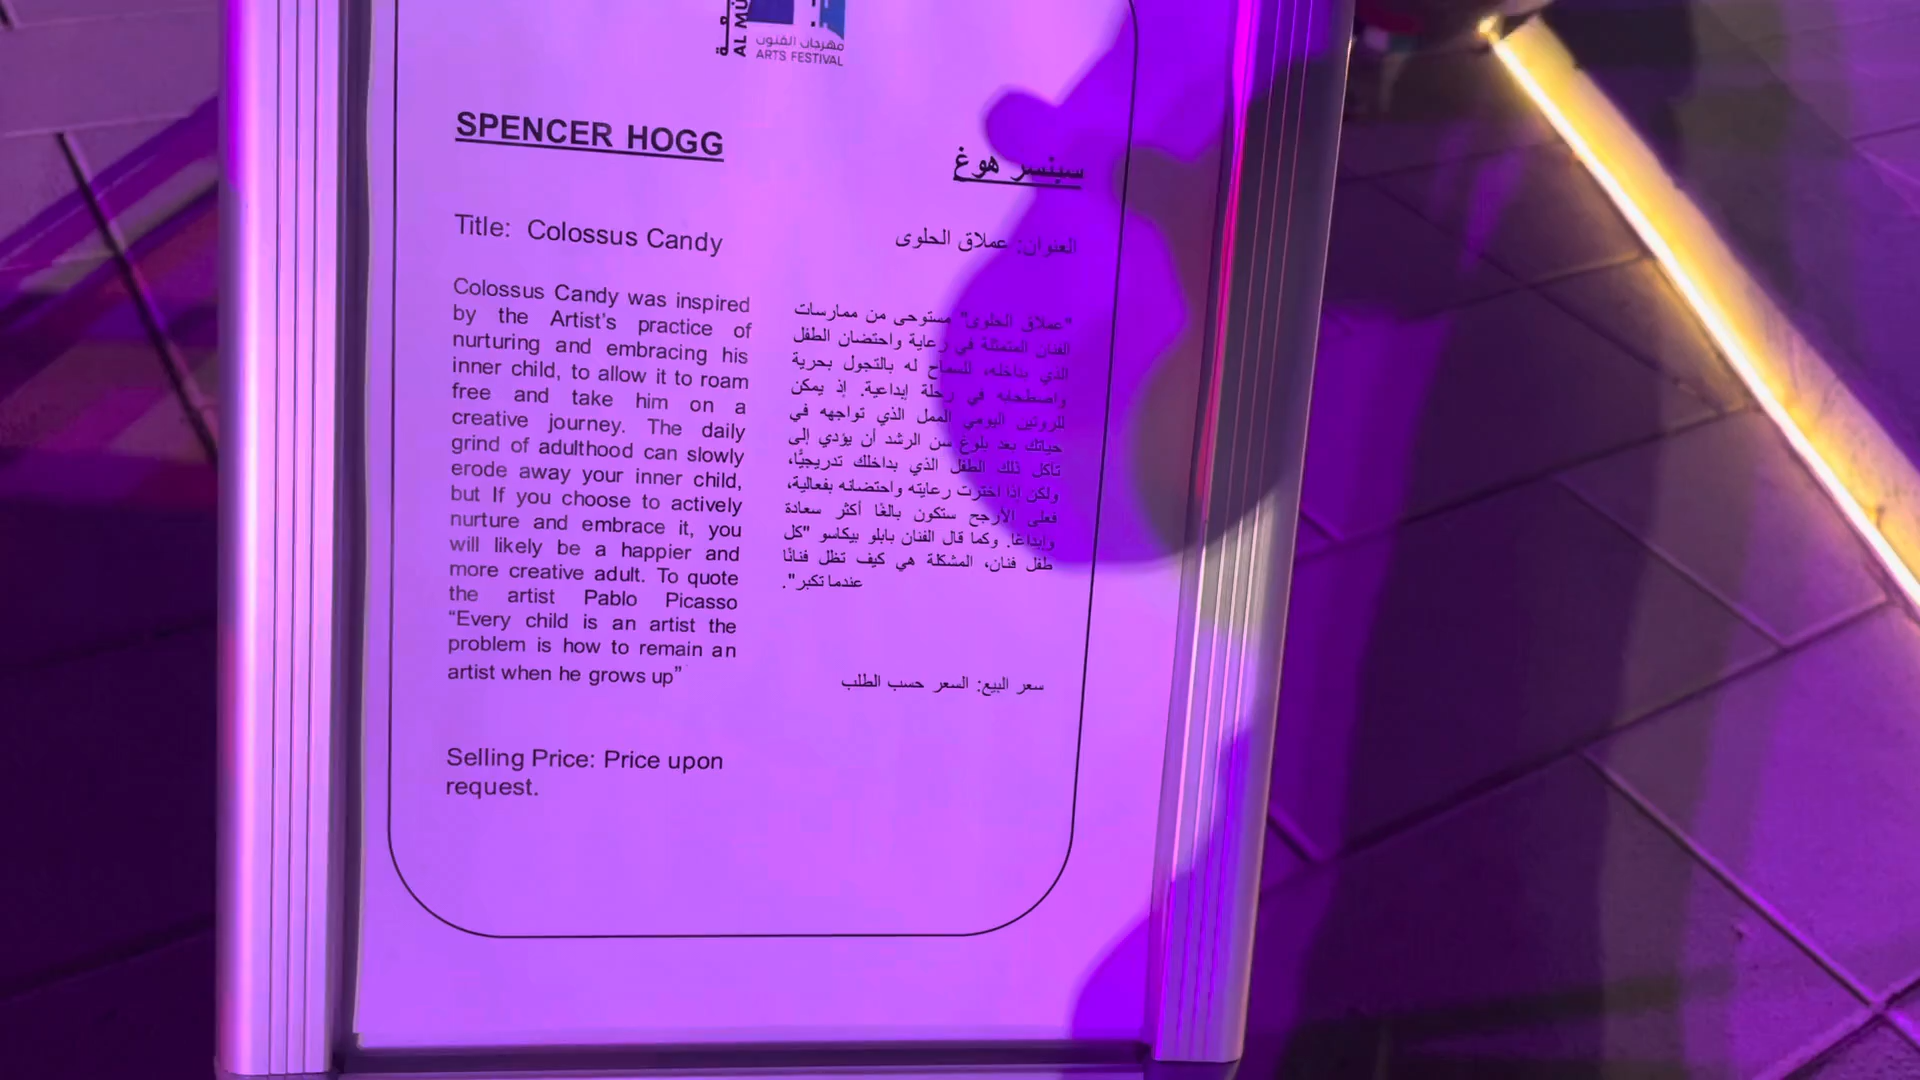 AL MU
مهرجان الفنون
ARTS FESTIVAL
SPENCER HOGG
Title: Colossus Candy
Colossus Candy was inspired
by the Artist's practice of
nurturing and embracing his
inner child, to allow it to roam
free and take him on a
creative journey. The daily
grind of adulthood can slowly
erode away your inner child,
but If you choose to actively
nurture and embrace it, you
will likely be a happier and
more creative adult. To quote
the artist Pablo Picasso
“Every child is an artist the
problem is how to remain an
artist when he grows up”
Selling Price: Price upon
request.
سبنسر هوغ
العنوان: عملاق الحلوى
"عملاق الحلوى" مستوحى من ممارسات
الفنان المتمثلة في رعاية واحتضان الطفل
الذي بداخله، للسماح له بالتجول بحرية
واصطحابه في رحلة إبداعية. إذ يمكن
للروتين اليومي الممل الذي تواجهه في
حياتك بعد بلوغ سن الرشد أن يؤدي إلى
تآكل ذلك الطفل الذي بداخلك تدريجيًا،
ولكن إذا اخترت رعايته واحتضانه بفعالية،
فعلى الأرجح ستكون بالغًا أكثر سعادة
وإبداعًا. وكما قال الفنان بابلو بيكاسو "كل
طفل فنان، المشكلة هي كيف تظل فنانًا
عندما تكبر".
سعر البيع: السعر حسب الطلب